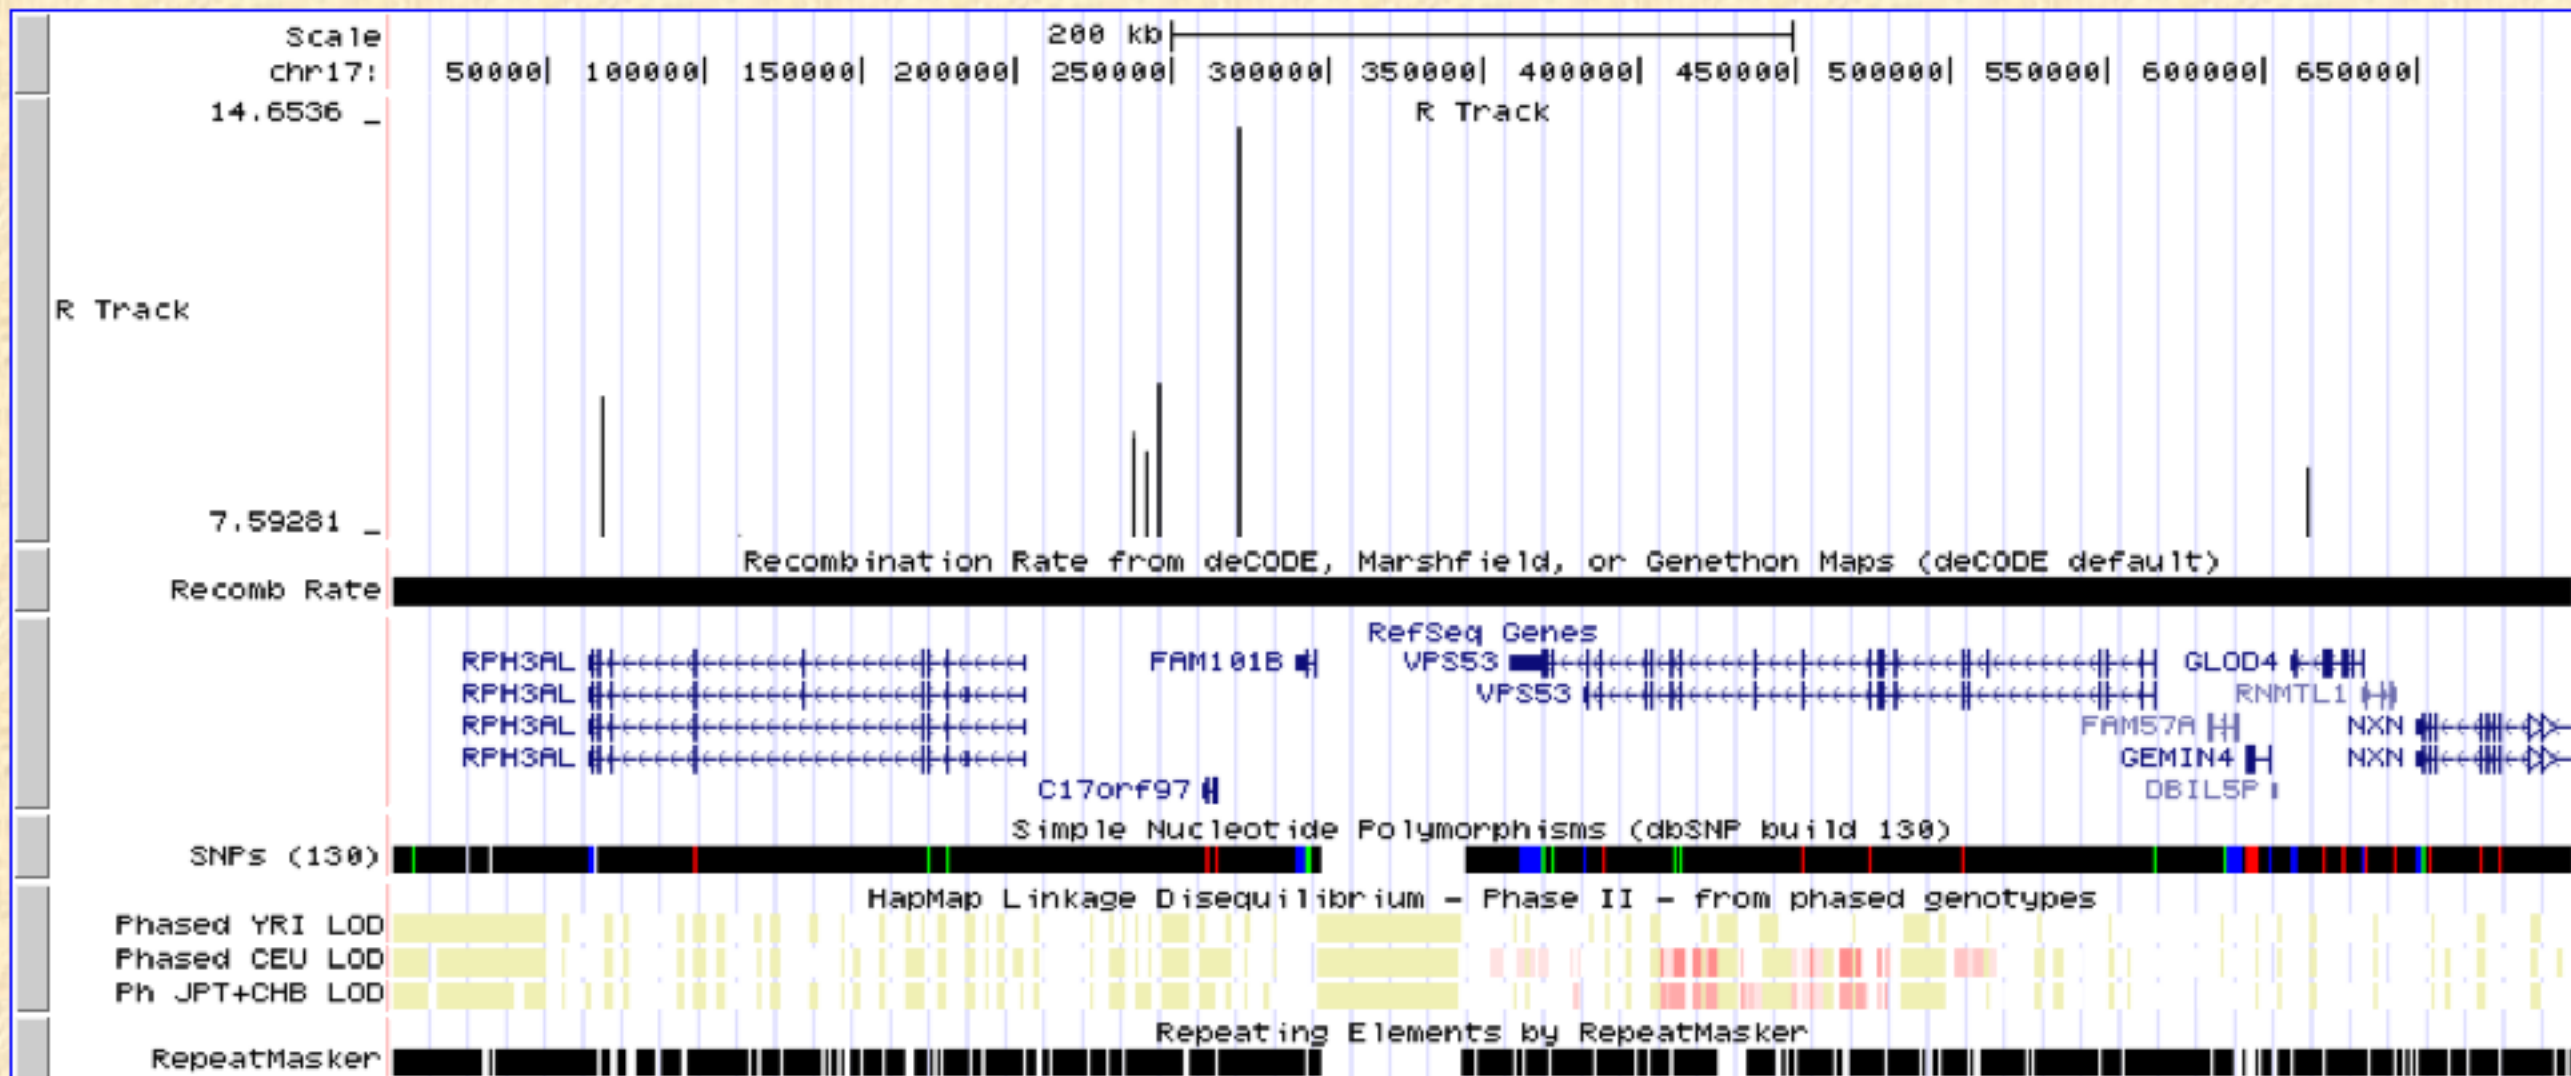 Scale 200 kb
chr17: 50000 100000 150000 200000 250000 300000 350000 400000 450000 500000 550000 600000 650000
14.6536 _ R Track
R Track
7.59281 _
Recombination Rate from deCODE, Marshfield, or Genethon Maps (deCODE default)
Recomb Rate
RefSeq Genes
RPH3AL FAM101B VPS53 GLOD4
RPH3AL VPS53 RNMTL1
RPH3AL FAM57A NXN
RPH3AL GEMIN4 NXN
C17orf97 DBIL5P
Simple Nucleotide Polymorphisms (dbSNP build 130)
SNPs (130)
HapMap Linkage Disequilibrium - Phase II - from phased genotypes
Phased YRI LOD
Phased CEU LOD
Ph JPT+CHB LOD
Repeating Elements by RepeatMasker
RepeatMasker